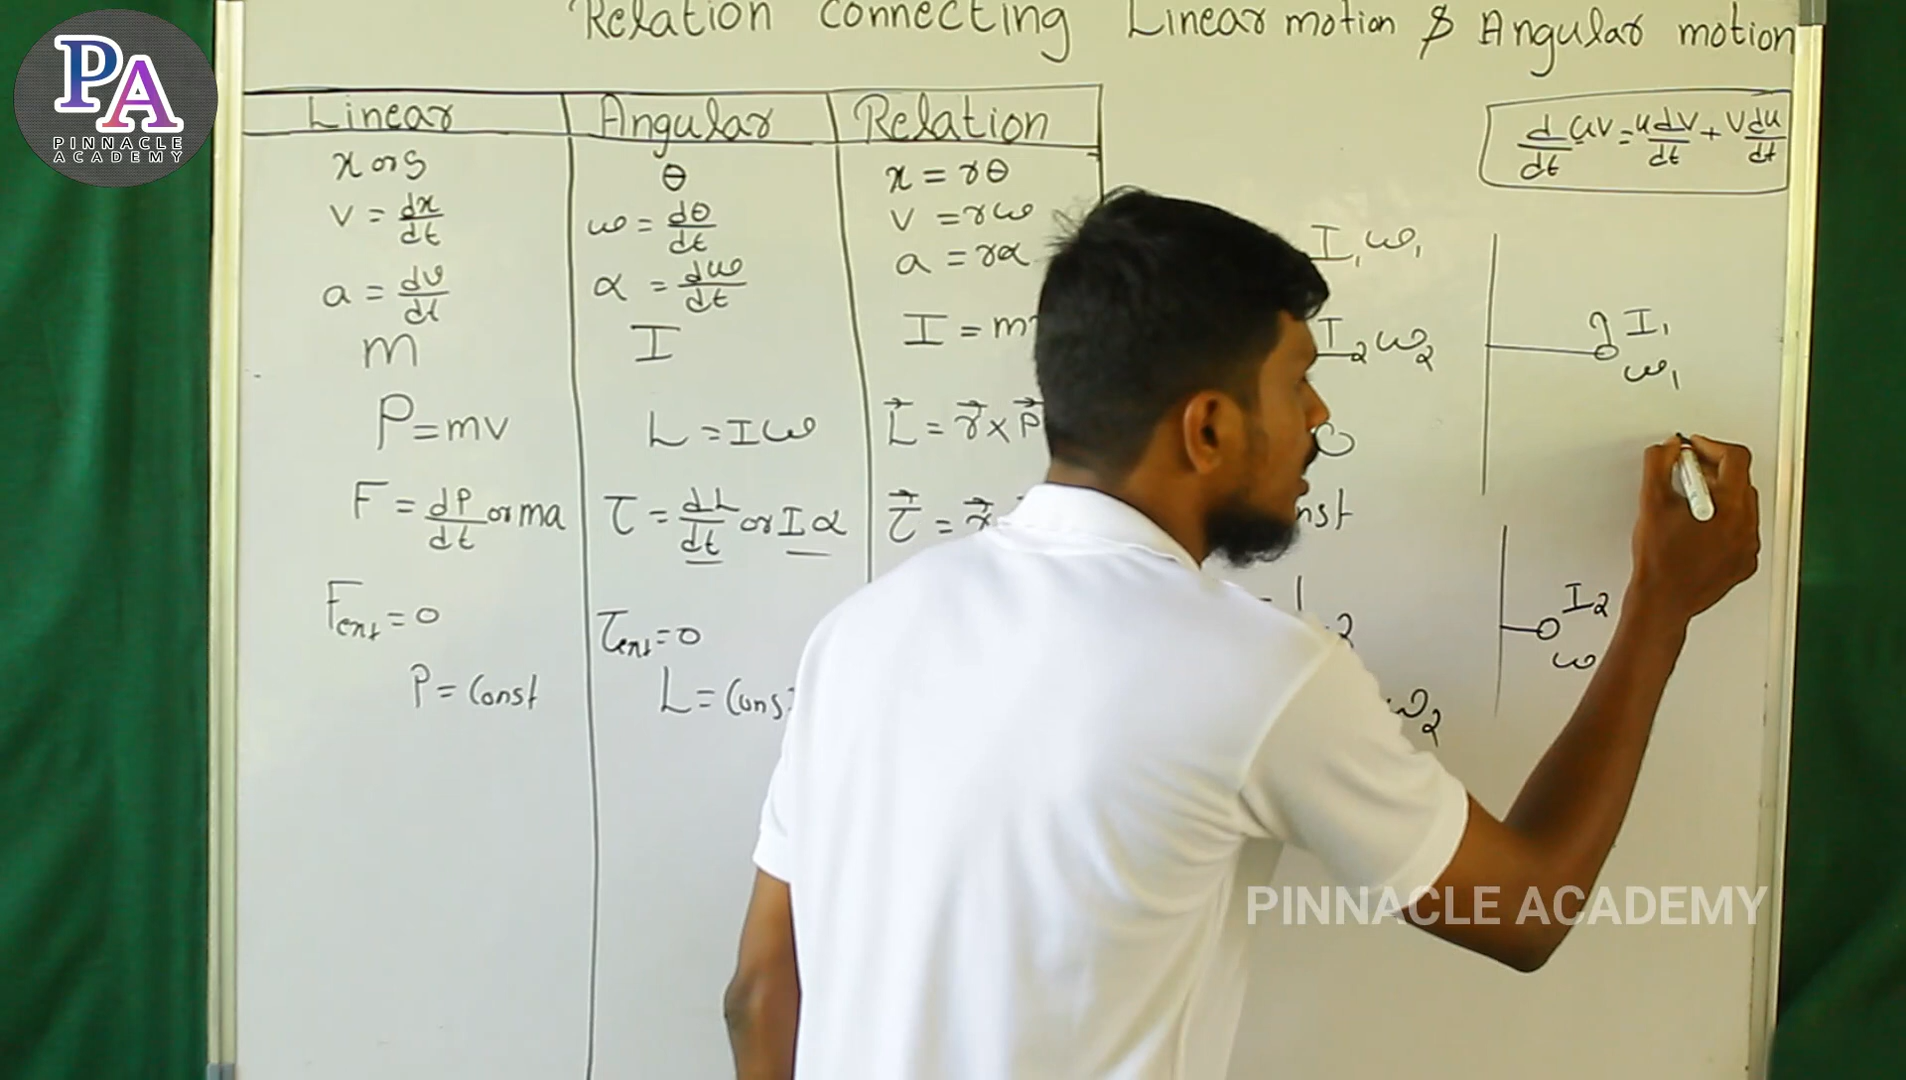 PA
PINNACLE
ACADEMY
Relation connecting Linear motion & Angular motion
Linear Angular Relation
x or S θ x = rθ
v = dx/dt ω = dθ/dt v = rω
a = dv/dt α = dω/dt a = rα
m I I = m
P = mv L = Iω L⃗ = r⃗ × P⃗
F = dP/dt or ma τ = dL/dt or Iα τ⃗ =
Fext = 0 τext = 0
P = Const L = Cons
d/dt uv = u dv/dt + v du/dt
I₁ω₁
I₂ω₂
I₁
ω₁
I₂
ω
ω₂
PINNACLE ACADEMY